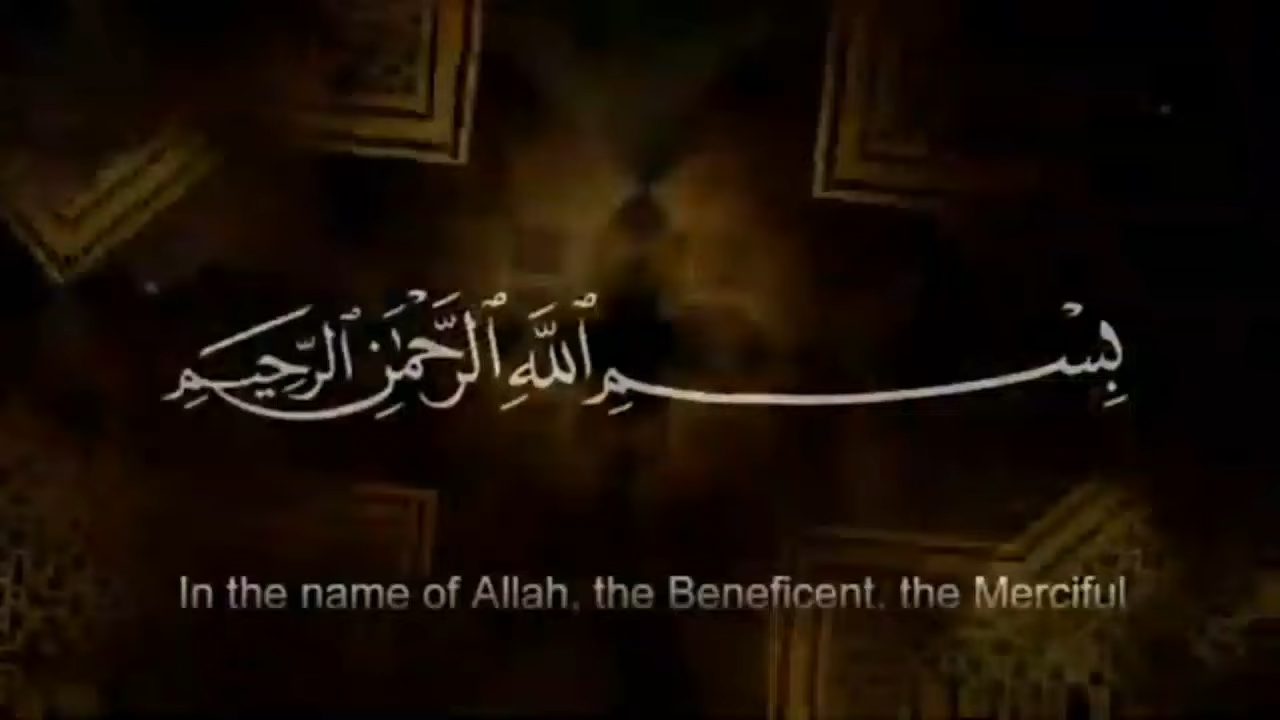 بِسْمِ ٱللَّهِ ٱلرَّحْمَٰنِ ٱلرَّحِيمِ
In the name of Allah, the Beneficent, the Merciful